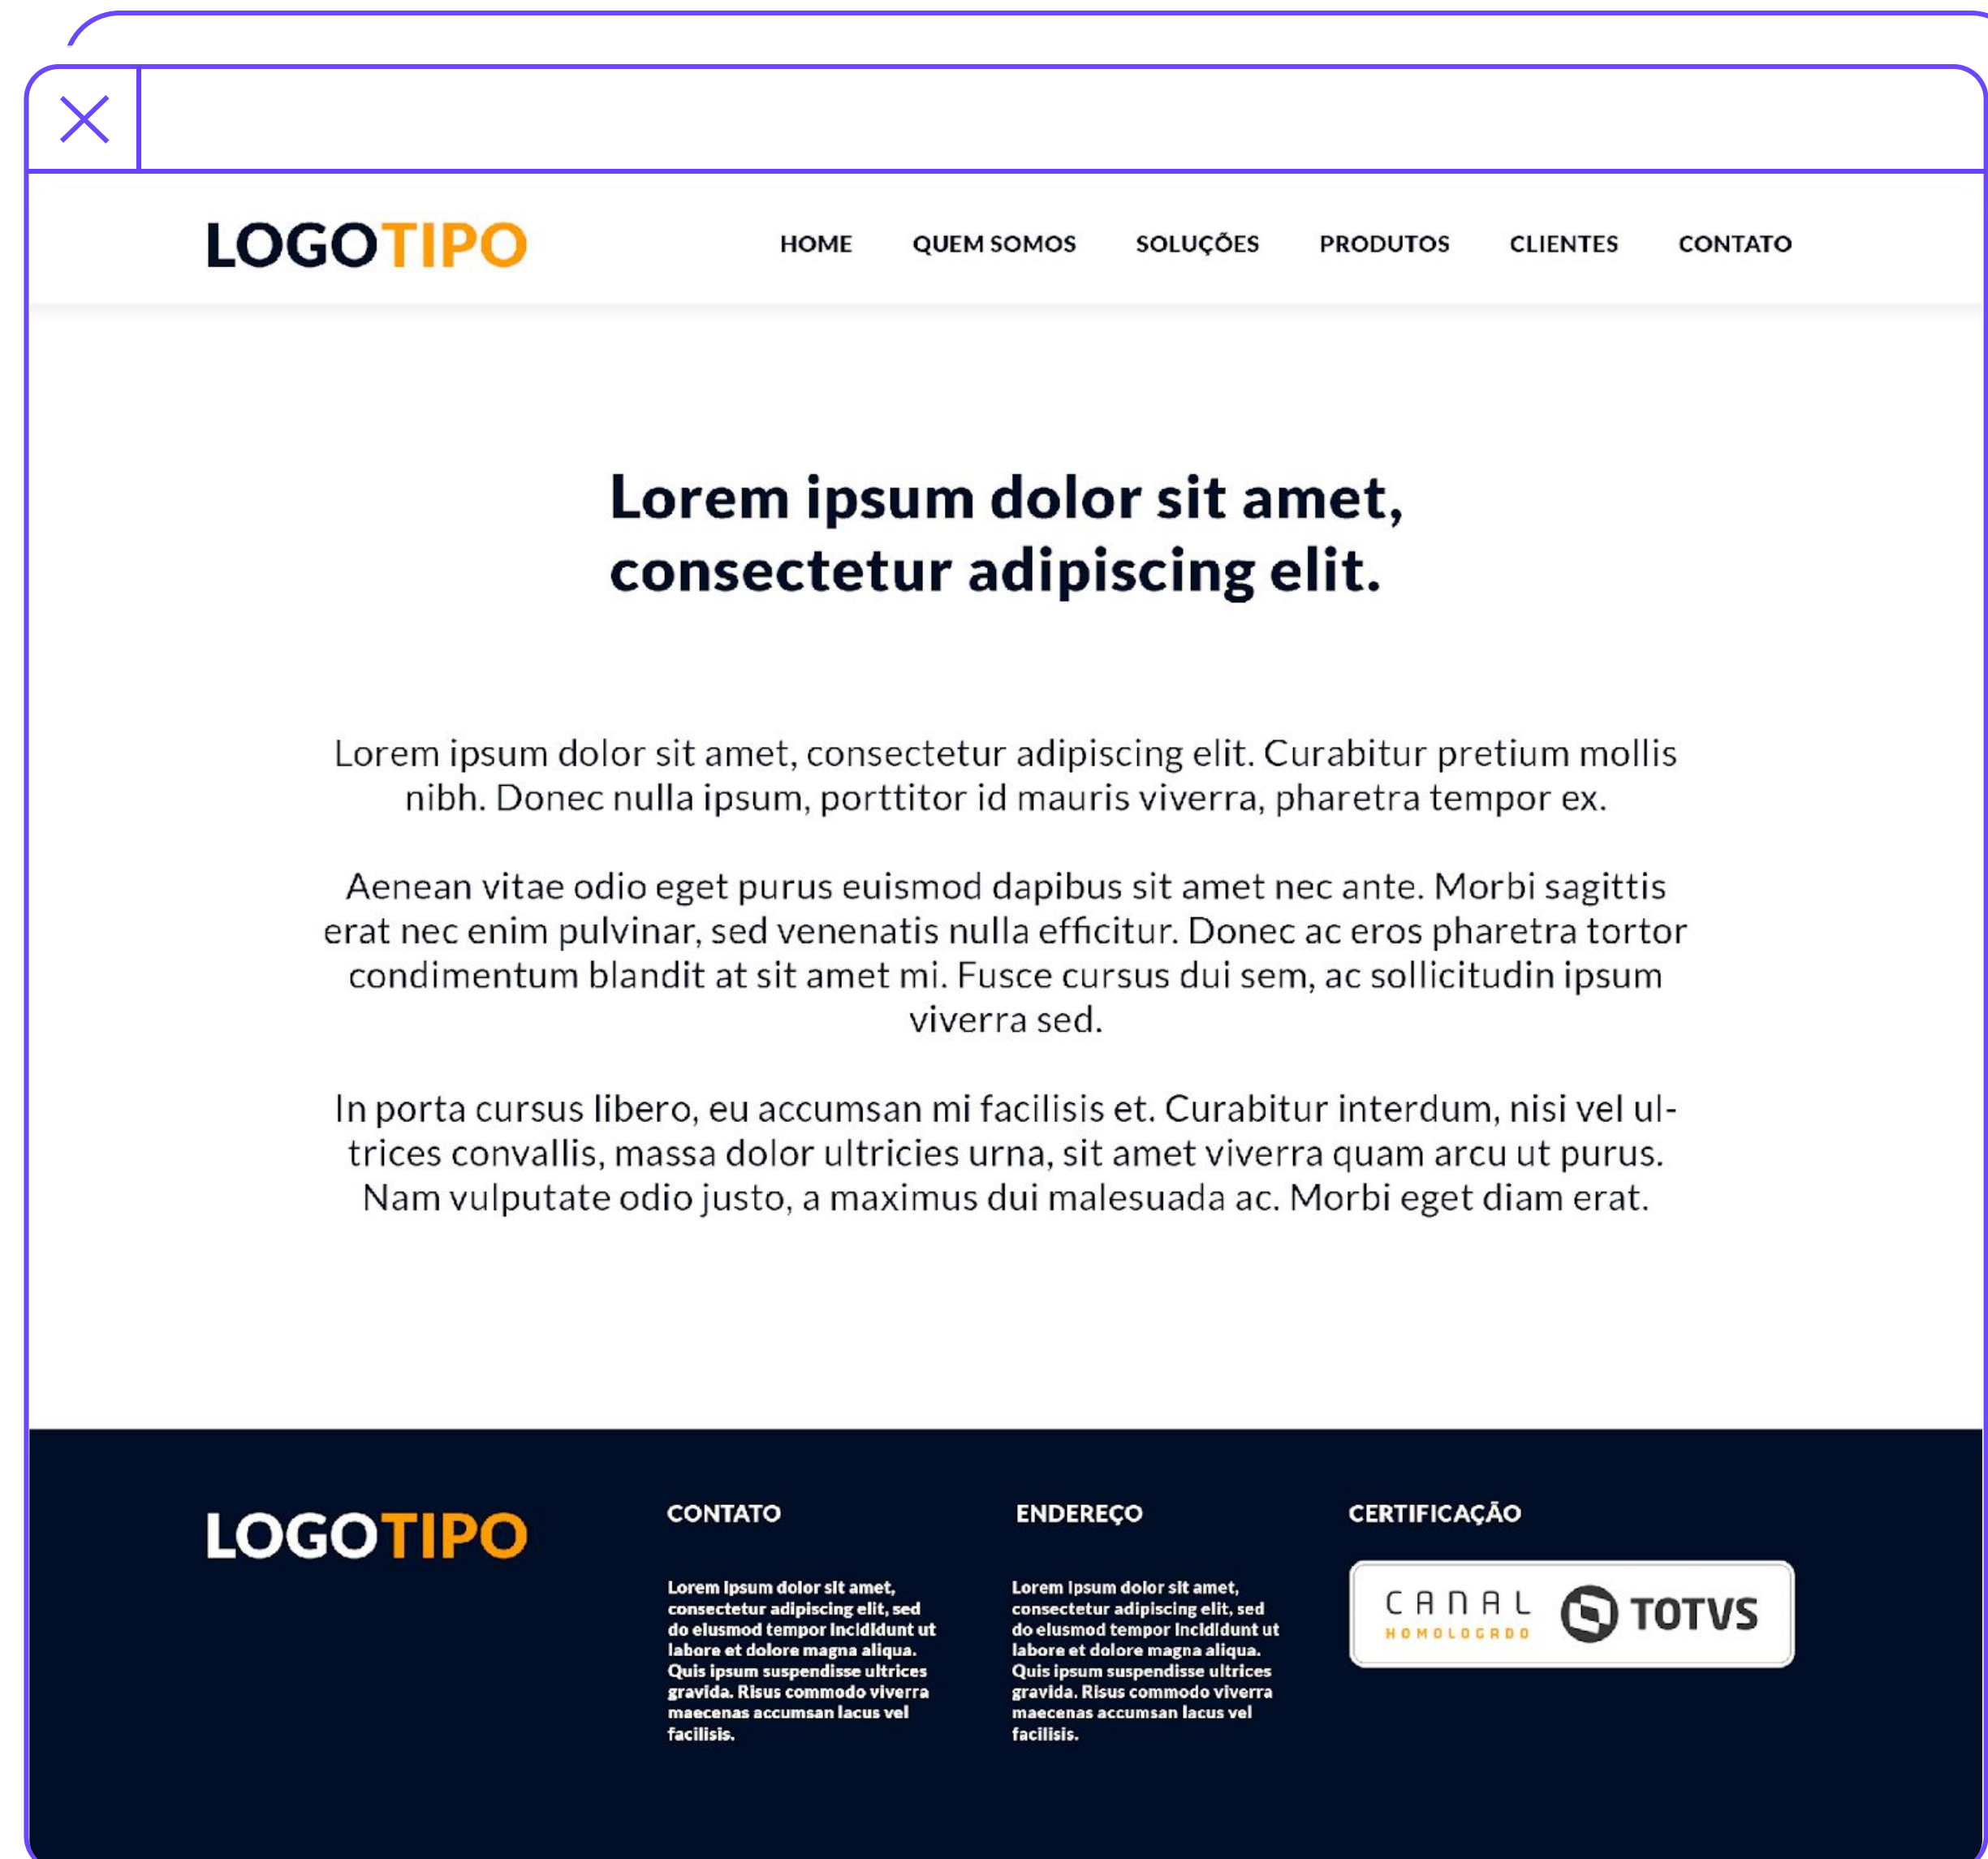 LOGOTIPO
HOME QUEM SOMOS SOLUÇÕES PRODUTOS CLIENTES CONTATO
Lorem ipsum dolor sit amet,
consectetur adipiscing elit.
Lorem ipsum dolor sit amet, consectetur adipiscing elit. Curabitur pretium mollis
nibh. Donec nulla ipsum, porttitor id mauris viverra, pharetra tempor ex.
Aenean vitae odio eget purus euismod dapibus sit amet nec ante. Morbi sagittis
erat nec enim pulvinar, sed venenatis nulla efficitur. Donec ac eros pharetra tortor
condimentum blandit at sit amet mi. Fusce cursus dui sem, ac sollicitudin ipsum
viverra sed.
In porta cursus libero, eu accumsan mi facilisis et. Curabitur interdum, nisi vel ul-
trices convallis, massa dolor ultricies urna, sit amet viverra quam arcu ut purus.
Nam vulputate odio justo, a maximus dui malesuada ac. Morbi eget diam erat.
LOGOTIPO
CONTATO
Lorem ipsum dolor sit amet,
consectetur adipiscing elit, sed
do eiusmod tempor incididunt ut
labore et dolore magna aliqua.
Quis ipsum suspendisse ultrices
gravida. Risus commodo viverra
maecenas accumsan lacus vel
facilisis.
ENDEREÇO
Lorem ipsum dolor sit amet,
consectetur adipiscing elit, sed
do eiusmod tempor incididunt ut
labore et dolore magna aliqua.
Quis ipsum suspendisse ultrices
gravida. Risus commodo viverra
maecenas accumsan lacus vel
facilisis.
CERTIFICAÇÃO
CANAL
HOMOLOGADO
TOTVS